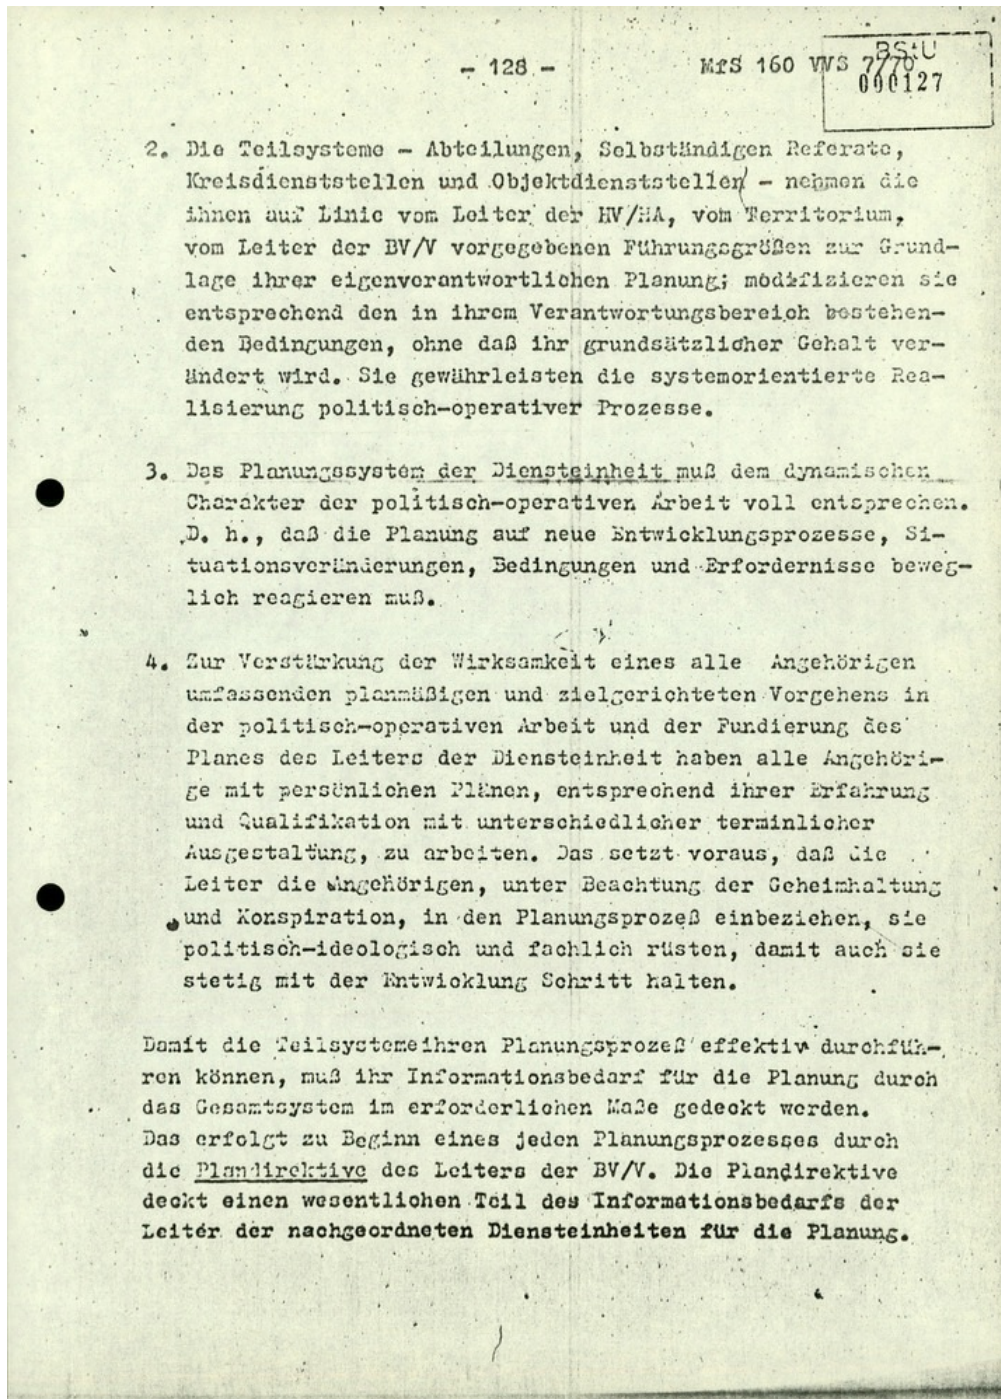 - 128 -
MfS 160 VVS 7770
BStU
000127
2. Die Teilsysteme - Abteilungen, Selbständigen Referate,
Kreisdienststellen und Objektdienststellen - nehmen die
ihnen auf Linie vom Leiter der HV/HA, vom Territorium,
vom Leiter der BV/V vorgegebenen Führungsgrößen zur Grund-
lage ihrer eigenverantwortlichen Planung; modifizieren sie
entsprechend den in ihrem Verantwortungsbereich bestehen-
den Bedingungen, ohne daß ihr grundsätzlicher Gehalt ver-
ändert wird. Sie gewährleisten die systemorientierte Rea-
lisierung politisch-operativer Prozesse.
3. Das Planungssystem der Diensteinheit muß dem dynamischen
Charakter der politisch-operativen Arbeit voll entsprechen.
D. h., daß die Planung auf neue Entwicklungsprozesse, Si-
tuationsveränderungen, Bedingungen und Erfordernisse beweg-
lich reagieren muß.
4. Zur Verstärkung der Wirksamkeit eines alle Angehörigen
umfassenden planmäßigen und zielgerichteten Vorgehens in
der politisch-operativen Arbeit und der Fundierung des
Planes des Leiters der Diensteinheit haben alle Angehöri-
ge mit persönlichen Plänen, entsprechend ihrer Erfahrung
und Qualifikation mit unterschiedlicher terminlicher
Ausgestaltung, zu arbeiten. Das setzt voraus, daß die
Leiter die Angehörigen, unter Beachtung der Geheimhaltung
und Konspiration, in den Planungsprozeß einbeziehen, sie
politisch-ideologisch und fachlich rüsten, damit auch sie
stetig mit der Entwicklung Schritt halten.
Damit die Teilsystemeihren Planungsprozeß effektiv durchfüh-
ren können, muß ihr Informationsbedarf für die Planung durch
das Gesamtsystem im erforderlichen Maße gedeckt werden.
Das erfolgt zu Beginn eines jeden Planungsprozesses durch
die Plandirektive des Leiters der BV/V. Die Plandirektive
deckt einen wesentlichen Teil des Informationsbedarfs der
Leiter der nachgeordneten Diensteinheiten für die Planung.